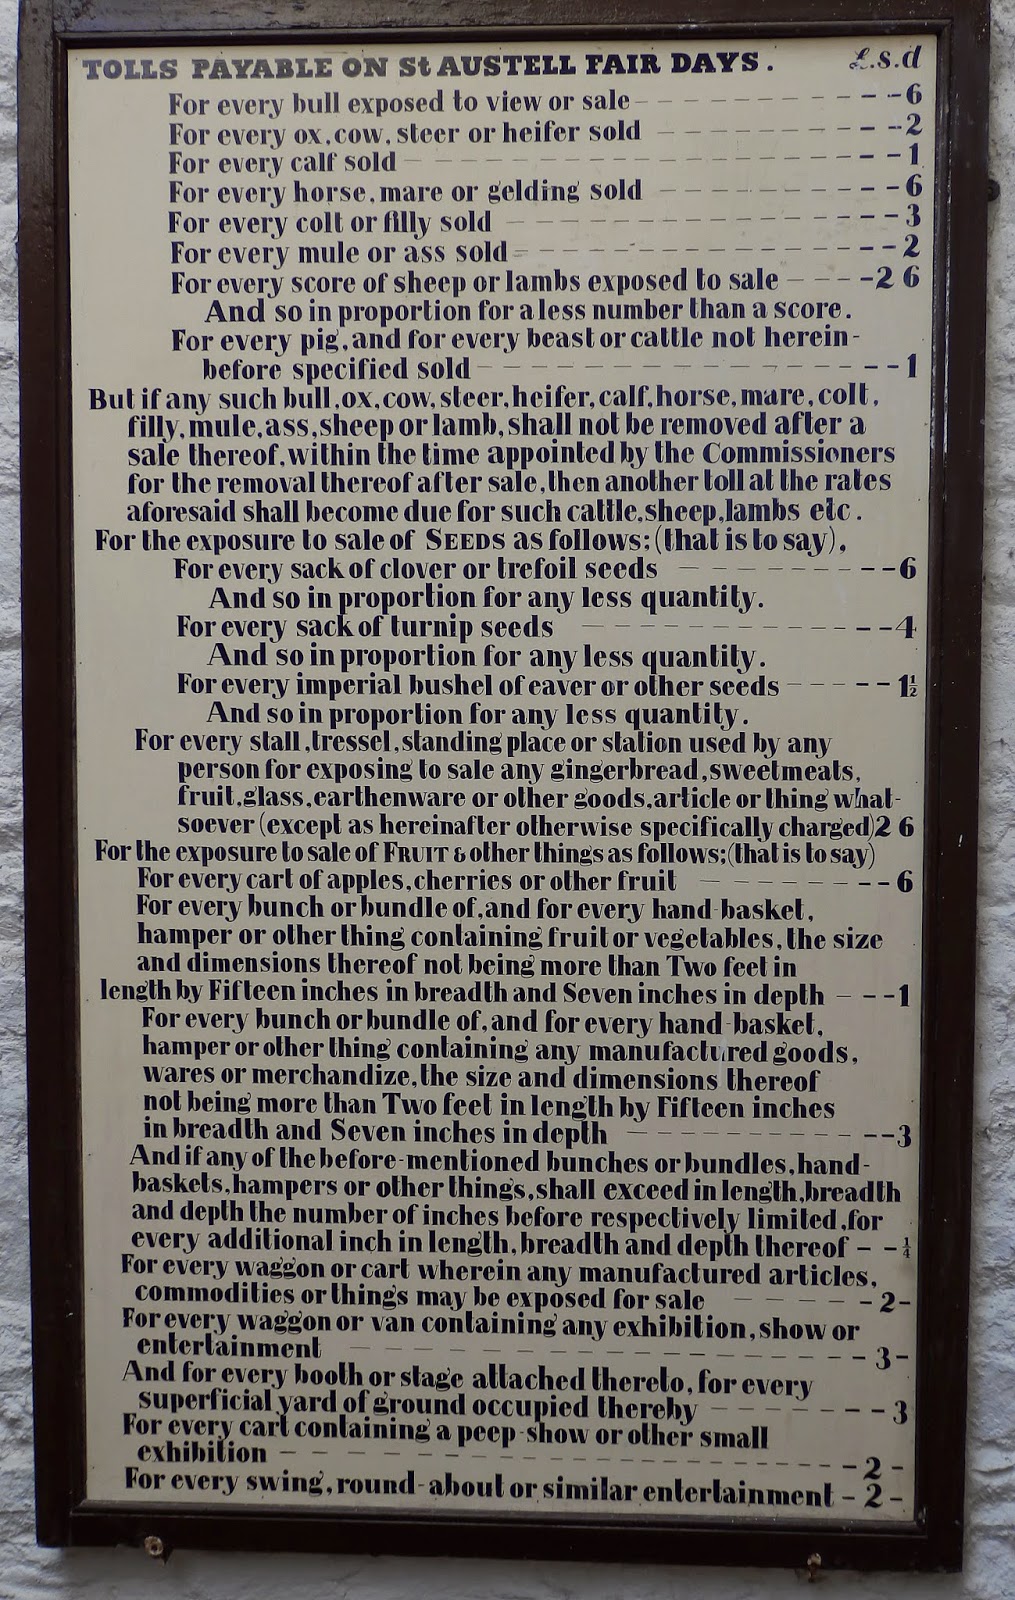 TOLLS PAYABLE ON St AUSTELL FAIR DAYS. £.s.d
For every bull exposed to view or sale - - 6
For every ox, cow, steer or heifer sold - - 2
For every calf sold - - 1
For every horse, mare or gelding sold - - 6
For every colt or filly sold - - 3
For every mule or ass sold - - 2
For every score of sheep or lambs exposed to sale - 2 6
And so in proportion for a less number than a score.
For every pig, and for every beast or cattle not herein-
before specified sold - - 1
But if any such bull, ox, cow, steer, heifer, calf, horse, mare, colt,
filly, mule, ass, sheep or lamb, shall not be removed after a
sale thereof, within the time appointed by the Commissioners
for the removal thereof after sale, then another toll at the rates
aforesaid shall become due for such cattle, sheep, lambs etc.
For the exposure to sale of SEEDS as follows; (that is to say),
For every sack of clover or trefoil seeds - - 6
And so in proportion for any less quantity.
For every sack of turnip seeds - - 4
And so in proportion for any less quantity.
For every imperial bushel of eaver or other seeds - - 1½
And so in proportion for any less quantity.
For every stall, tressel, standing place or station used by any
person for exposing to sale any gingerbread, sweetmeats,
fruit, glass, earthenware or other goods, article or thing what-
soever (except as hereinafter otherwise specifically charged) 2 6
For the exposure to sale of FRUIT & other things as follows; (that is to say)
For every cart of apples, cherries or other fruit - - 6
For every bunch or bundle of, and for every hand-basket,
hamper or other thing containing fruit or vegetables, the size
and dimensions thereof not being more than Two feet in
length by Fifteen inches in breadth and Seven inches in depth - - 1
For every bunch or bundle of, and for every hand-basket,
hamper or other thing containing any manufactured goods,
wares or merchandize, the size and dimensions thereof
not being more than Two feet in length by Fifteen inches
in breadth and Seven inches in depth - - 3
And if any of the before-mentioned bunches or bundles, hand-
baskets, hampers or other things, shall exceed in length, breadth
and depth the number of inches before respectively limited, for
every additional inch in length, breadth and depth thereof - - ¼
For every waggon or cart wherein any manufactured articles,
commodities or things may be exposed for sale - 2 -
For every waggon or van containing any exhibition, show or
entertainment - 3 -
And for every booth or stage attached thereto, for every
superficial yard of ground occupied thereby - - 3
For every cart containing a peep-show or other small
exhibition - 2 -
For every swing, round-about or similar entertainment - 2 -